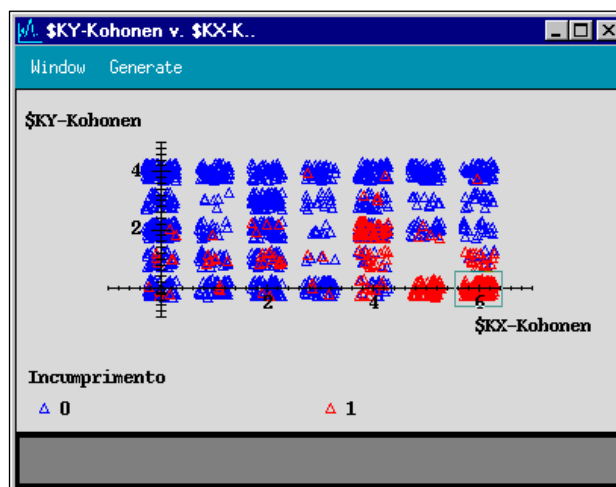 $KY-Kohonen v. $KX-K..
Window Generate
$KY-Kohonen
4
2
2 4 6
$KX-Kohonen
Incumprimento
0 1